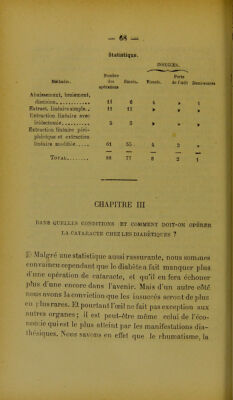 — 68 —
Statistique.
INSUCCÈS.
Nombre Perte
Méthodes. des Succès. Blessés. de l'œil Demi-succès
opérations
Abaissement, broiement,
discision........... 11 6 4 » 1
Extract. linéaire simple.. 11 11 » » »
Extraction linéaire avec
iridectomie.......... 5 5 » » »
Extraction linéaire péri-
phérique et extraction
linéaire modifiée..... 61 55 4 2 »
TOTAL........ 88 77 8 2 1
CHAPITRE III
DANS QUELLES CONDITIONS ET COMMENT DOIT-ON OPÉRER
LA CATARACTE CHEZ LES DIABÉTIQUES ?
Malgré une statistique aussi rassurante, nous sommes
convaincu cependant que le diabète a fait manquer plus
d'une opération de cataracte, et qu'il en fera échouer
plus d'une encore dans l'avenir. Mais d'un autre côté
nous avons la conviction que les insuccès seront de plus
en plus rares. Et pourtant l'œil ne fait pas exception aux
autres organes ; il est peut-être même celui de l'éco-
nomie qui est le plus atteint par les manifestations dia-
thésiques. Nous savons en effet que le rhumatisme, la